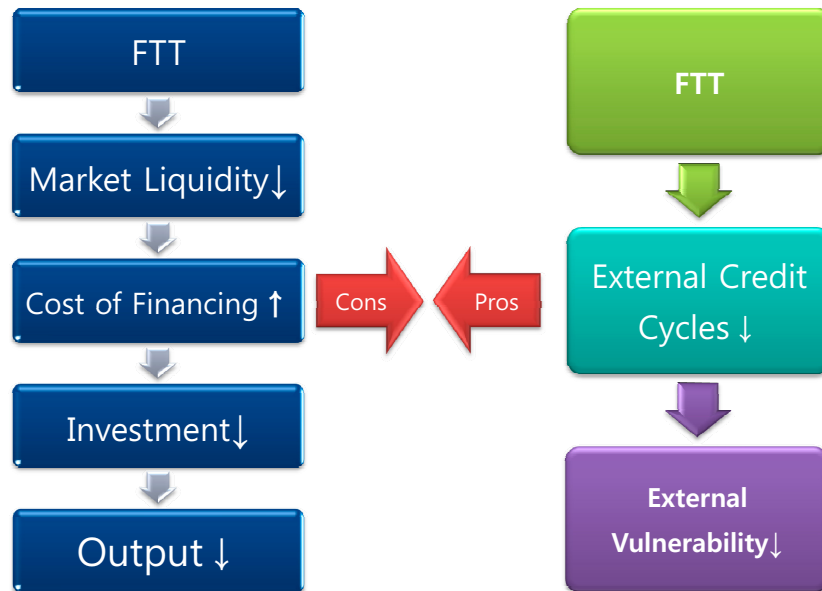 FTT
Market Liquidity↓
Cost of Financing ↑
Investment↓
Output ↓
Cons
Pros
FTT
External Credit
Cycles ↓
External
Vulnerability↓